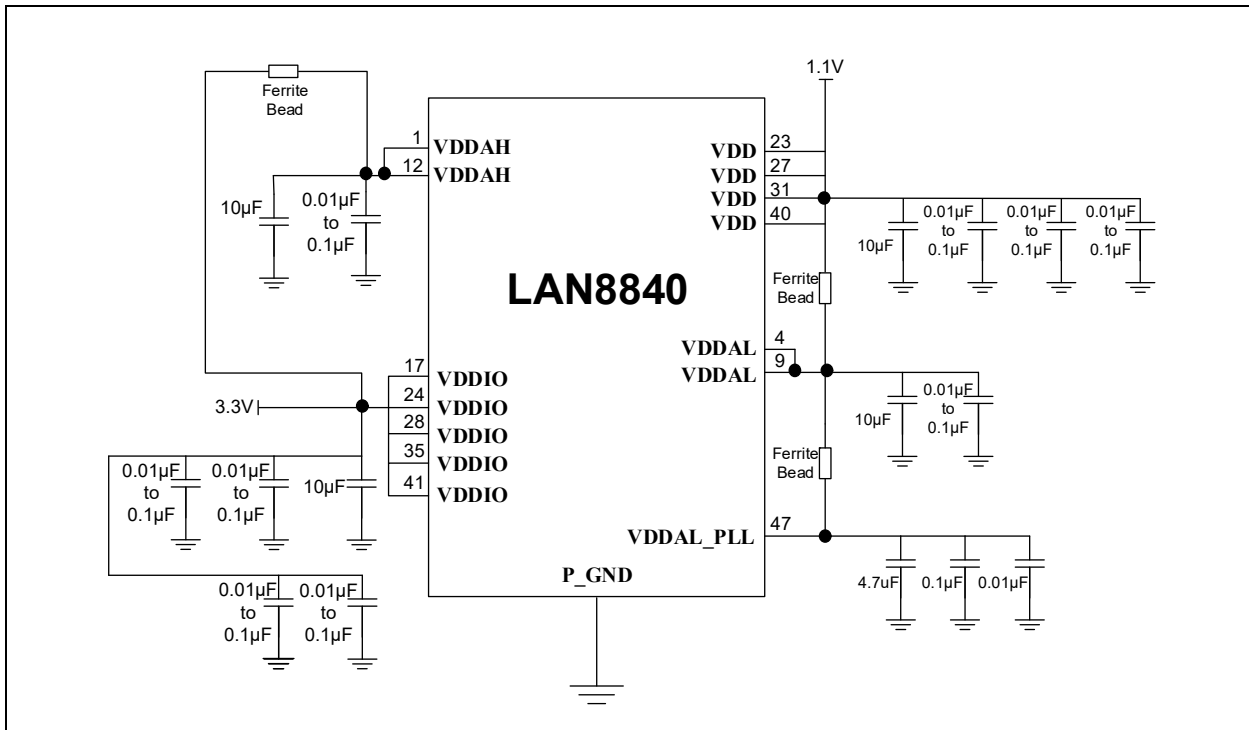 Ferrite
Bead
1.1V
1
VDDAH
12
VDDAH
10µF
0.01µF
to
0.1µF
VDD
23
VDD
27
VDD
31
VDD
40
10µF
0.01µF
to
0.1µF
0.01µF
to
0.1µF
0.01µF
to
0.1µF
LAN8840
Ferrite
Bead
VDDAL
4
VDDAL
9
10µF
0.01µF
to
0.1µF
17
VDDIO
3.3V
24
VDDIO
28
VDDIO
35
VDDIO
41
VDDIO
0.01µF
to
0.1µF
0.01µF
to
0.1µF
10µF
Ferrite
Bead
VDDAL_PLL
47
4.7uF
0.1µF
0.01µF
P_GND
0.01µF
to
0.1µF
0.01µF
to
0.1µF